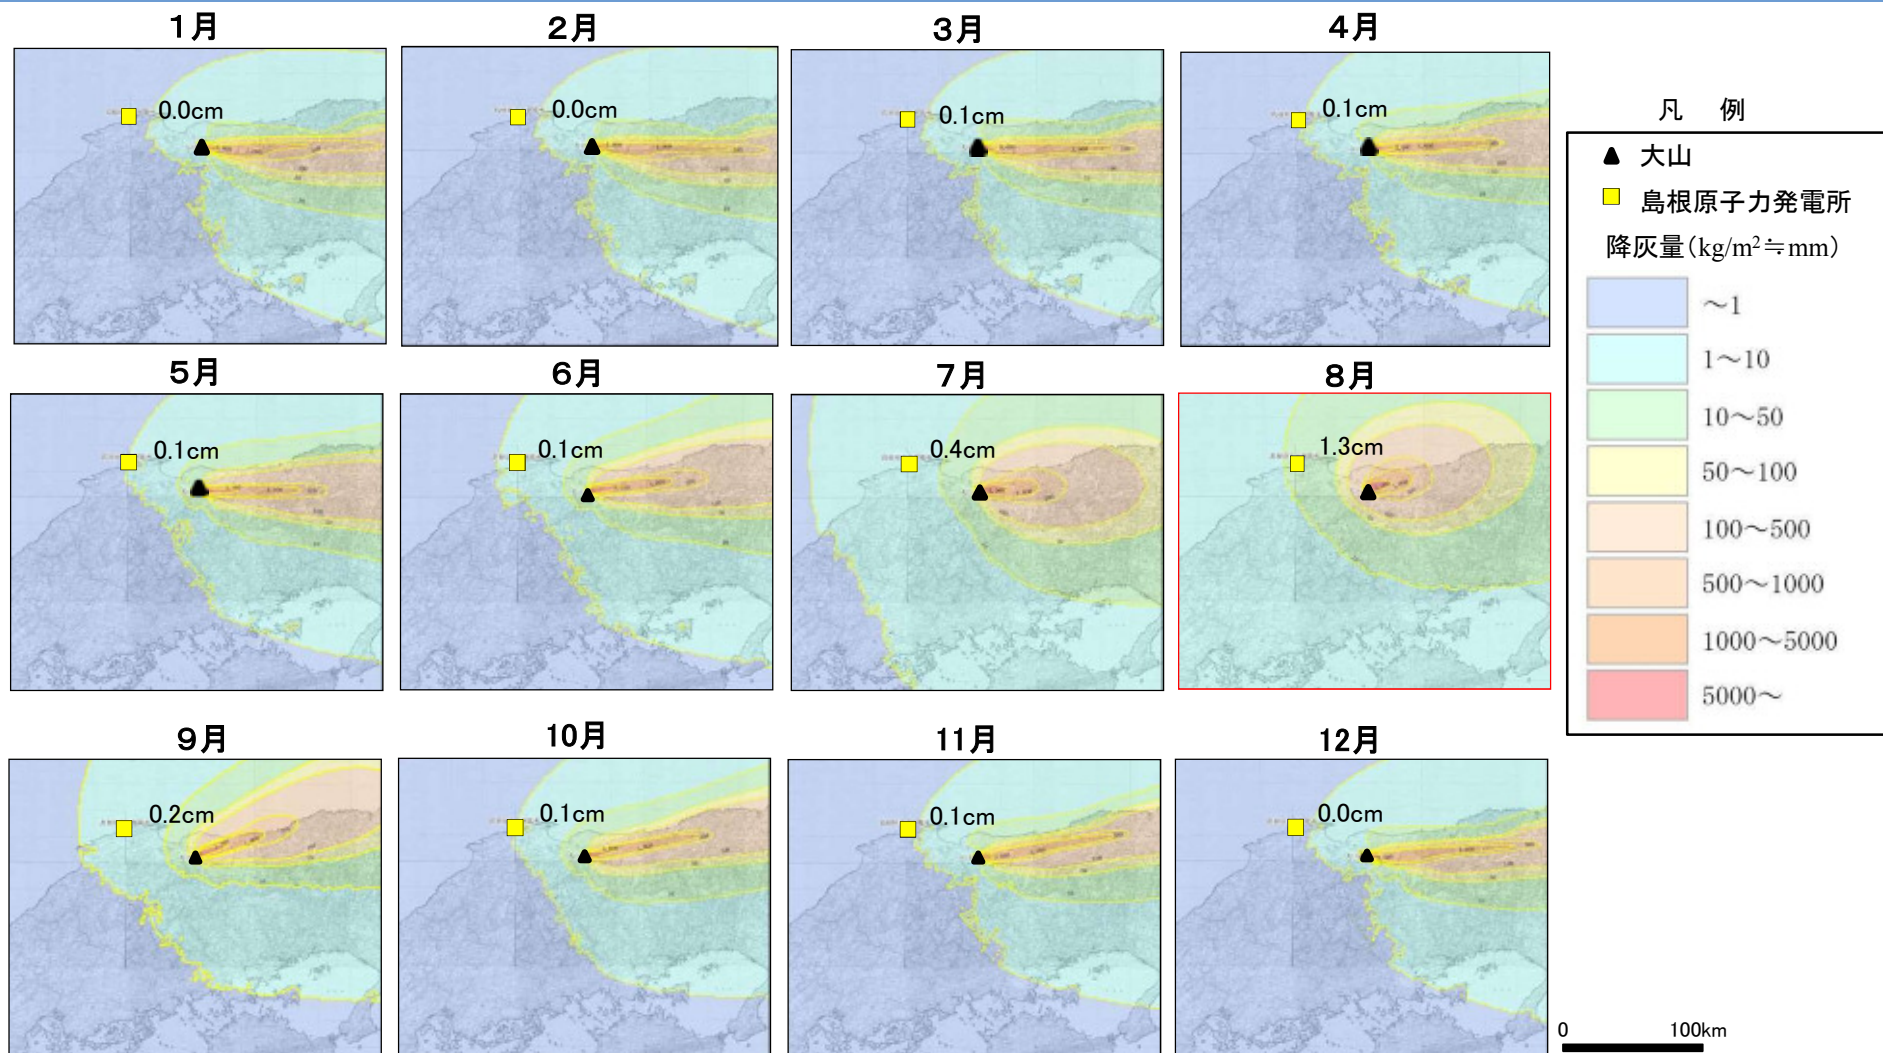 1月
2月
3月
4月
0.0cm
0.0cm
0.1cm
0.1cm
5月
6月
7月
8月
0.1cm
0.1cm
0.4cm
1.3cm
9月
10月
11月
12月
0.2cm
0.1cm
0.1cm
0.0cm
凡 例
大山
島根原子力発電所
降灰量(kg/m²≒mm)
～1
1～10
10～50
50～100
100～500
500～1000
1000～5000
5000～
0 100km